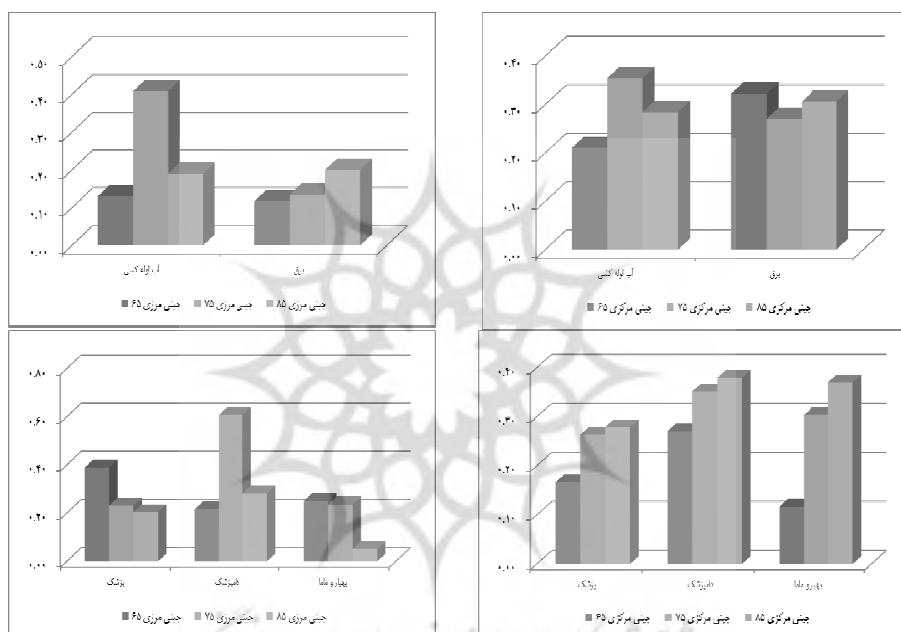 ۰.۵۰
۰.۴۰
۰.۳۰
۰.۲۰
۰.۱۰
۰.۰۰
آب لوله کشی برق
جینی مرزی ۶۵ جینی مرزی ۷۵ جینی مرزی ۸۵
۰.۴۰
۰.۳۰
۰.۲۰
۰.۱۰
۰.۰۰
آب لوله کشی برق
جینی مرکزی ۶۵ جینی مرکزی ۷۵ جینی مرکزی ۸۵
۰.۸۰
۰.۶۰
۰.۴۰
۰.۲۰
۰.۰۰
پزشک دامپزشک بهیار و ماما
جینی مرزی ۶۵ جینی مرزی ۷۵ جینی مرزی ۸۵
۰.۴۰
۰.۳۰
۰.۲۰
۰.۱۰
۰.۰۰
پزشک دامپزشک بهیار و ماما
جینی مرکزی ۶۵ جینی مرکزی ۷۵ جینی مرکزی ۸۵